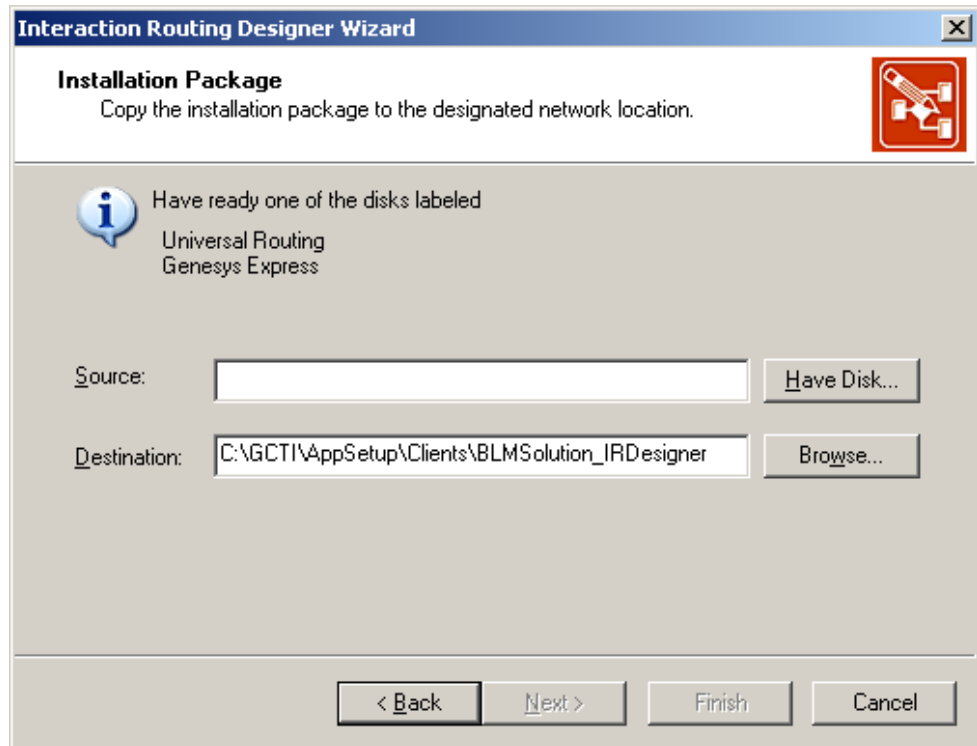 Interaction Routing Designer Wizard
Installation Package
Copy the installation package to the designated network location.
Have ready one of the disks labeled
Universal Routing
Genesys Express
Source:
Have Disk...
Destination: C:\GCTI\AppSetup\Clients\BLMSolution_IRDesigner Browse...
< Back Next > Finish Cancel